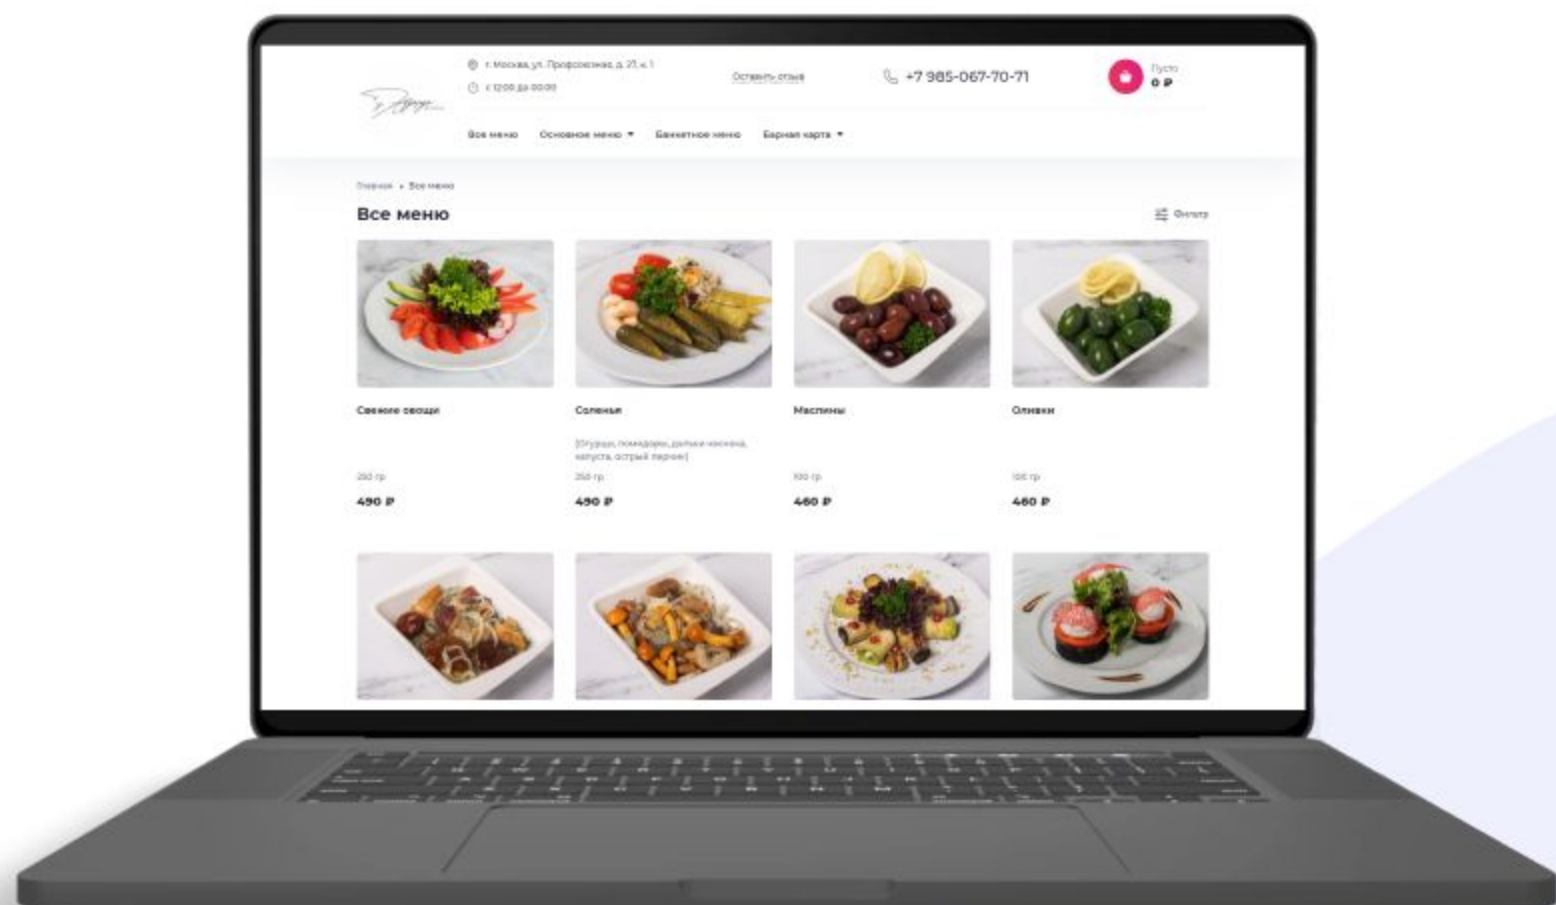 г. Москва, ул. Профсоюзная, д. 27, к. 1
с 12:00 до 00:00
Оставить отзыв
+7 985-067-70-71
Пусто
0 ₽
Все меню
Основное меню
Банкетное меню
Барная карта
Главная
Все меню
Все меню
Фильтр
Свежие овощи
Соленья
Маслины
Оливки
(Огурцы, помидоры, дольки чеснока,
капуста, острый перчик)
250 гр
350 гр
100 гр
100 гр
490 ₽
490 ₽
460 ₽
460 ₽